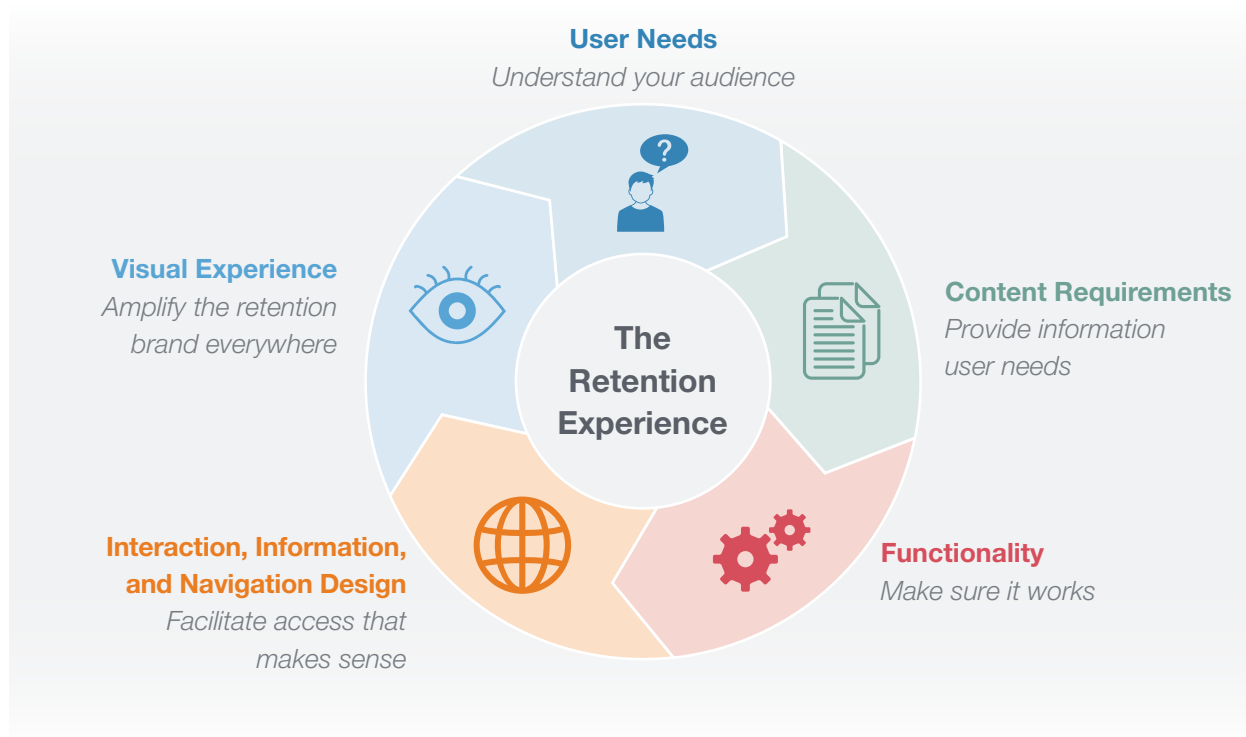 User Needs
Understand your audience
?
Visual Experience
Amplify the retention
brand everywhere
Content Requirements
Provide information
user needs
The
Retention
Experience
Interaction, Information,
and Navigation Design
Facilitate access that
makes sense
Functionality
Make sure it works